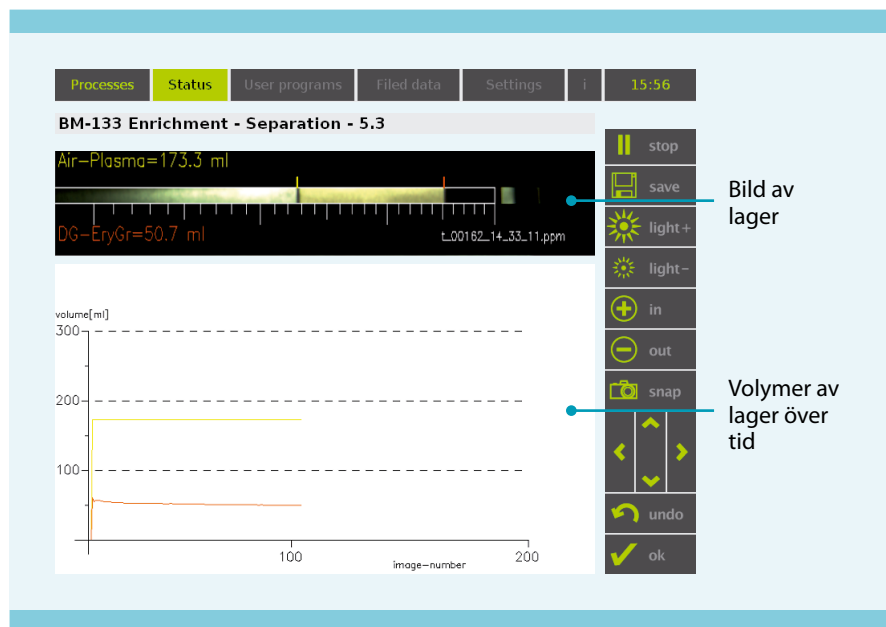 Processes Status User programs Filed data Settings i 15:56
BM-133 Enrichment - Separation - 5.3
Air-Plasma=173.3 ml
DG-EryGr=50.7 ml
t_00162_14_33_11.ppm
stop
save
light+
light-
in
out
snap
undo
ok
Bild av
lager
Volymer av
lager över
tid
volume[ml]
300
200
100
100
200
image-number